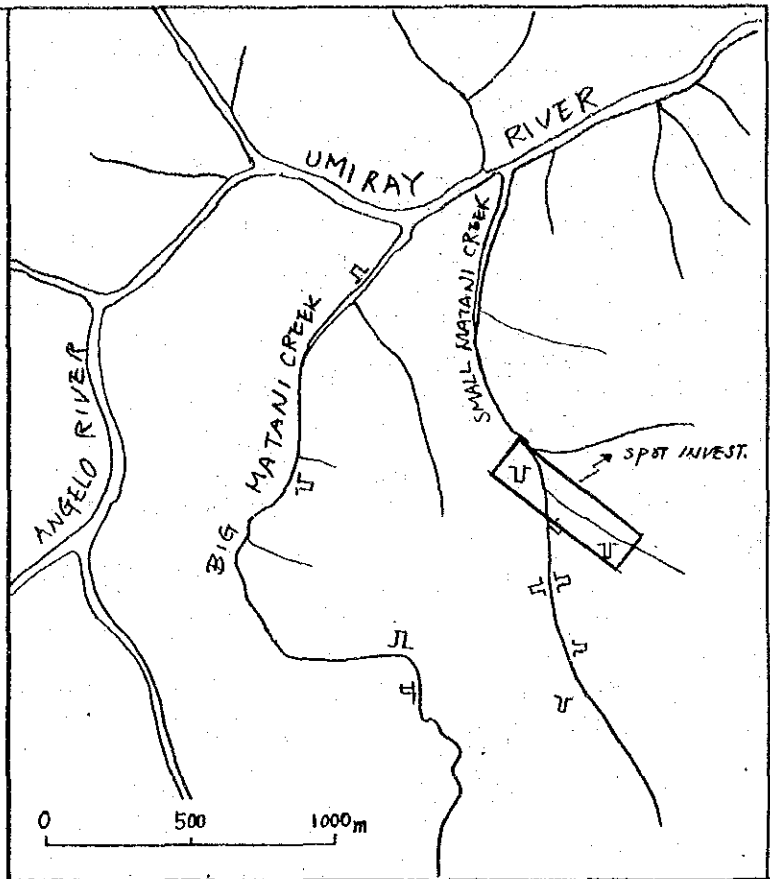 UMIRAY RIVER
SMALL MATANI CREEK
BIG MATANI CREEK
ANGELO RIVER
SPOT INVEST.
0 500 1000m